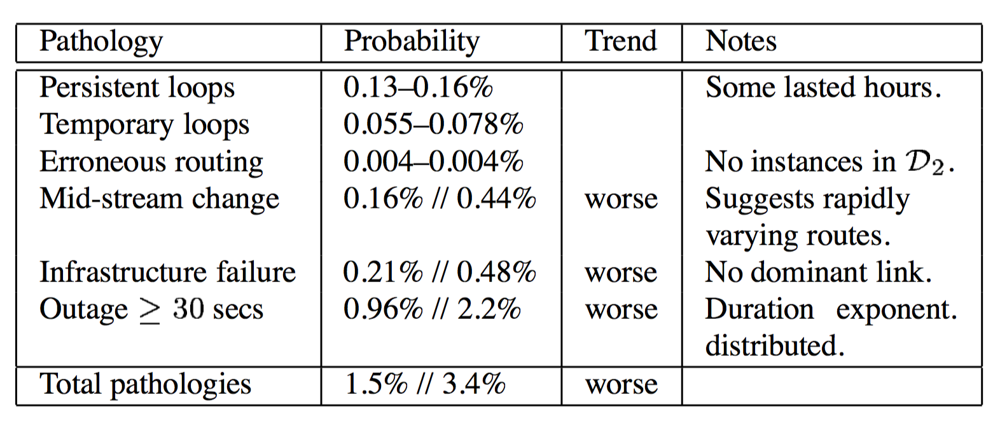 Pathology Probability Trend Notes
Persistent loops 0.13–0.16% Some lasted hours.
Temporary loops 0.055–0.078%
Erroneous routing 0.004–0.004% No instances in 𝒟₂.
Mid-stream change 0.16% // 0.44% worse Suggests rapidly
varying routes.
Infrastructure failure 0.21% // 0.48% worse No dominant link.
Outage ≥ 30 secs 0.96% // 2.2% worse Duration exponent.
distributed.
Total pathologies 1.5% // 3.4% worse